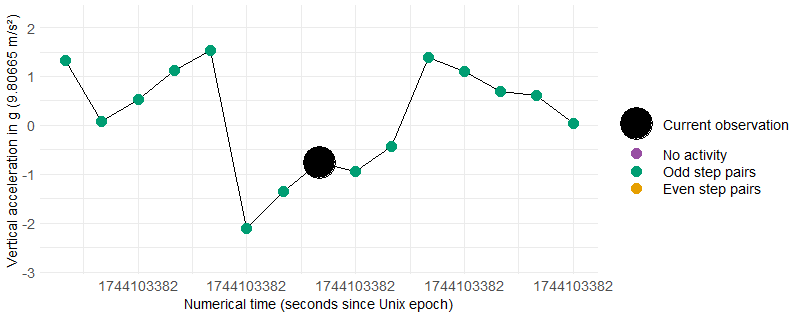 Vertical acceleration in g (9.80665 m/s²)
2
1
0
-1
-2
-3
1744103382 1744103382 1744103382 1744103382 1744103382
Numerical time (seconds since Unix epoch)
Current observation
No activity
Odd step pairs
Even step pairs